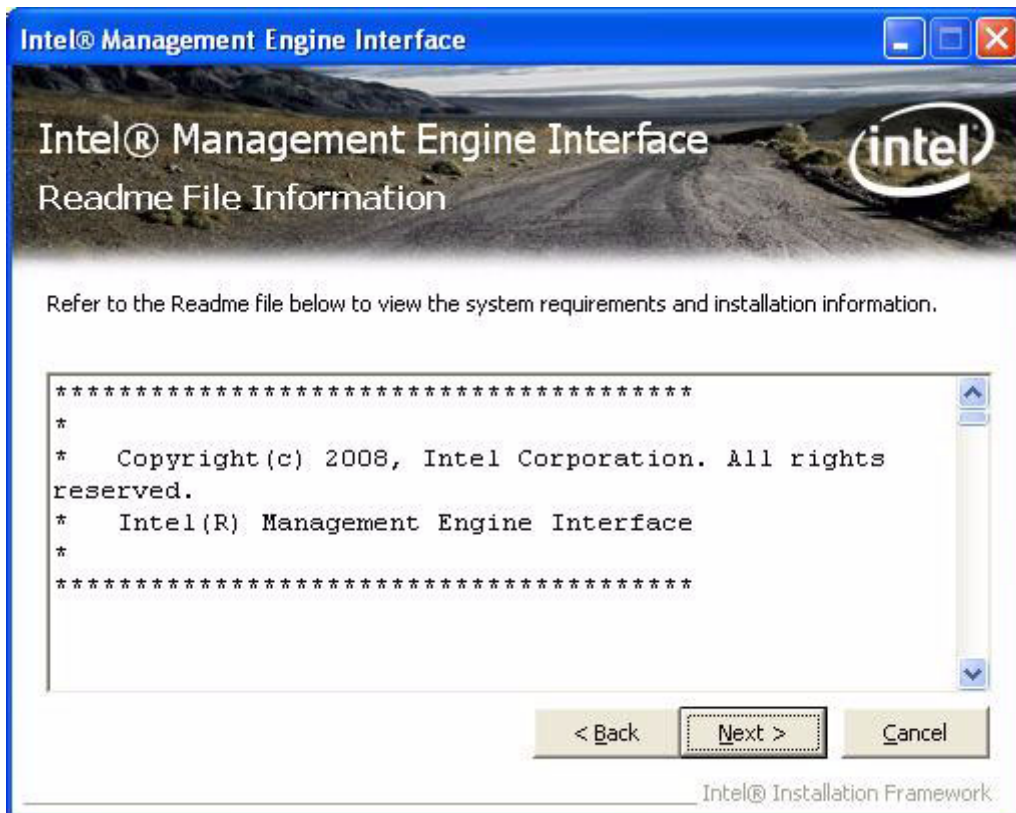 Intel® Management Engine Interface
Intel® Management Engine Interface
intel
Readme File Information
Refer to the Readme file below to view the system requirements and installation information.
****************************************
*
*   Copyright(c) 2008, Intel Corporation. All rights
reserved.
*   Intel(R) Management Engine Interface
*
****************************************
< Back
Next >
Cancel
Intel® Installation Framework